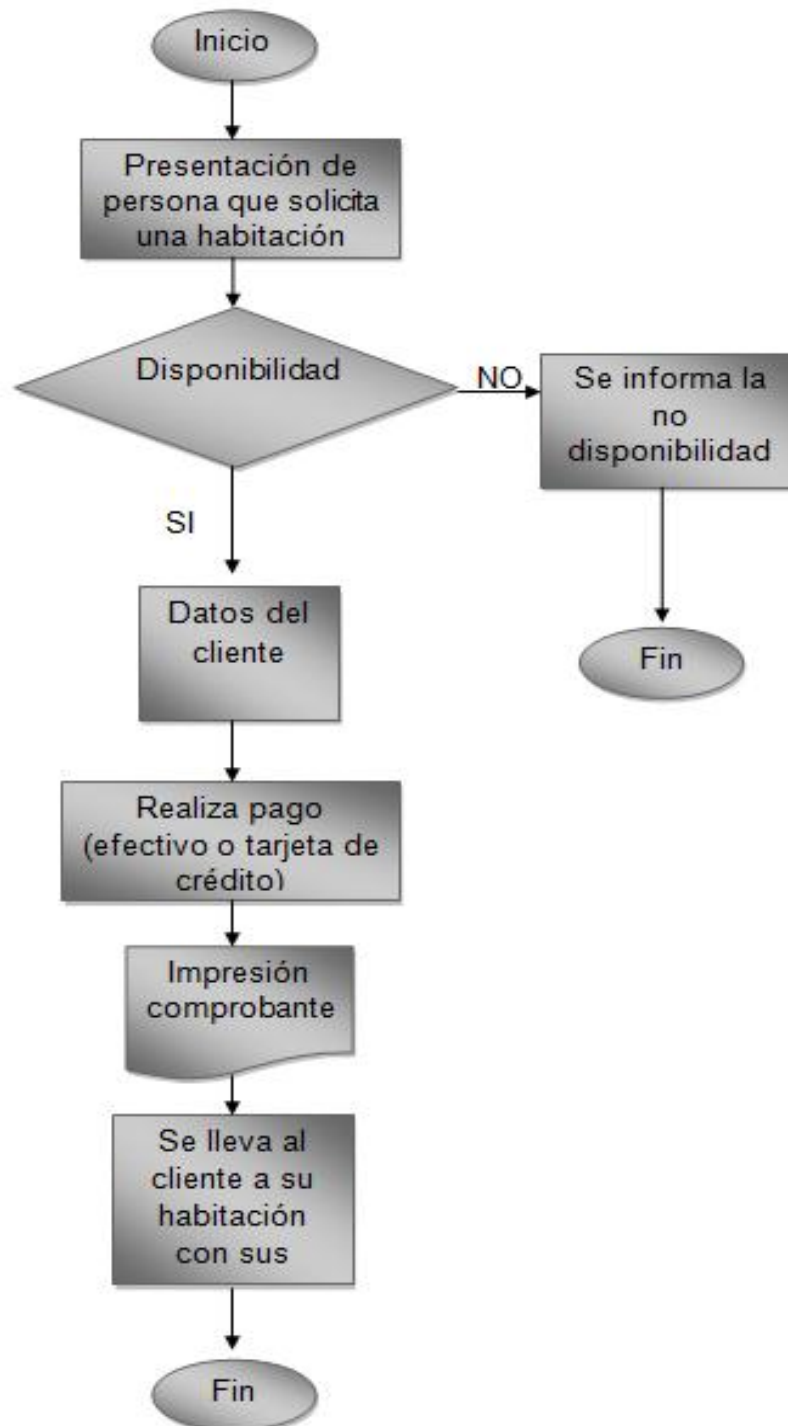 Inicio
Presentación de
persona que solicita
una habitación
Disponibilidad
NO
Se informa la
no
disponibilidad
SI
Fin
Datos del
cliente
Realiza pago
(efectivo o tarjeta de
crédito)
Impresión
comprobante
Se lleva al
cliente a su
habitación
con sus
Fin